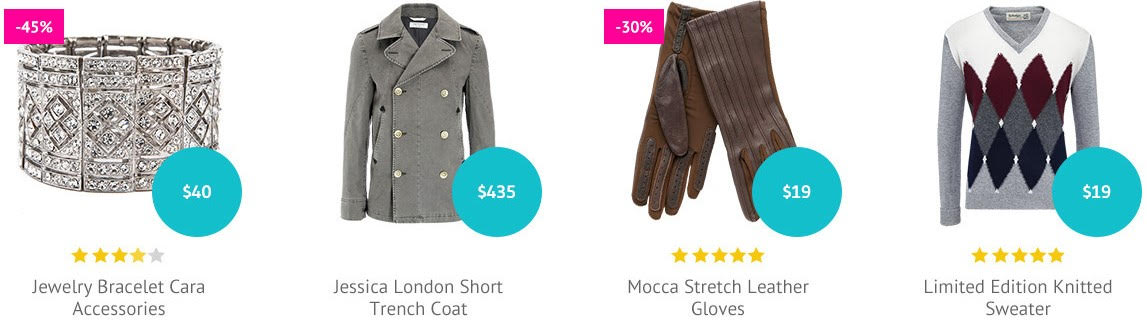 -45%
$40
Jewelry Bracelet Cara
Accessories
$435
Jessica London Short
Trench Coat
-30%
$19
Mocca Stretch Leather
Gloves
$19
Limited Edition Knitted
Sweater